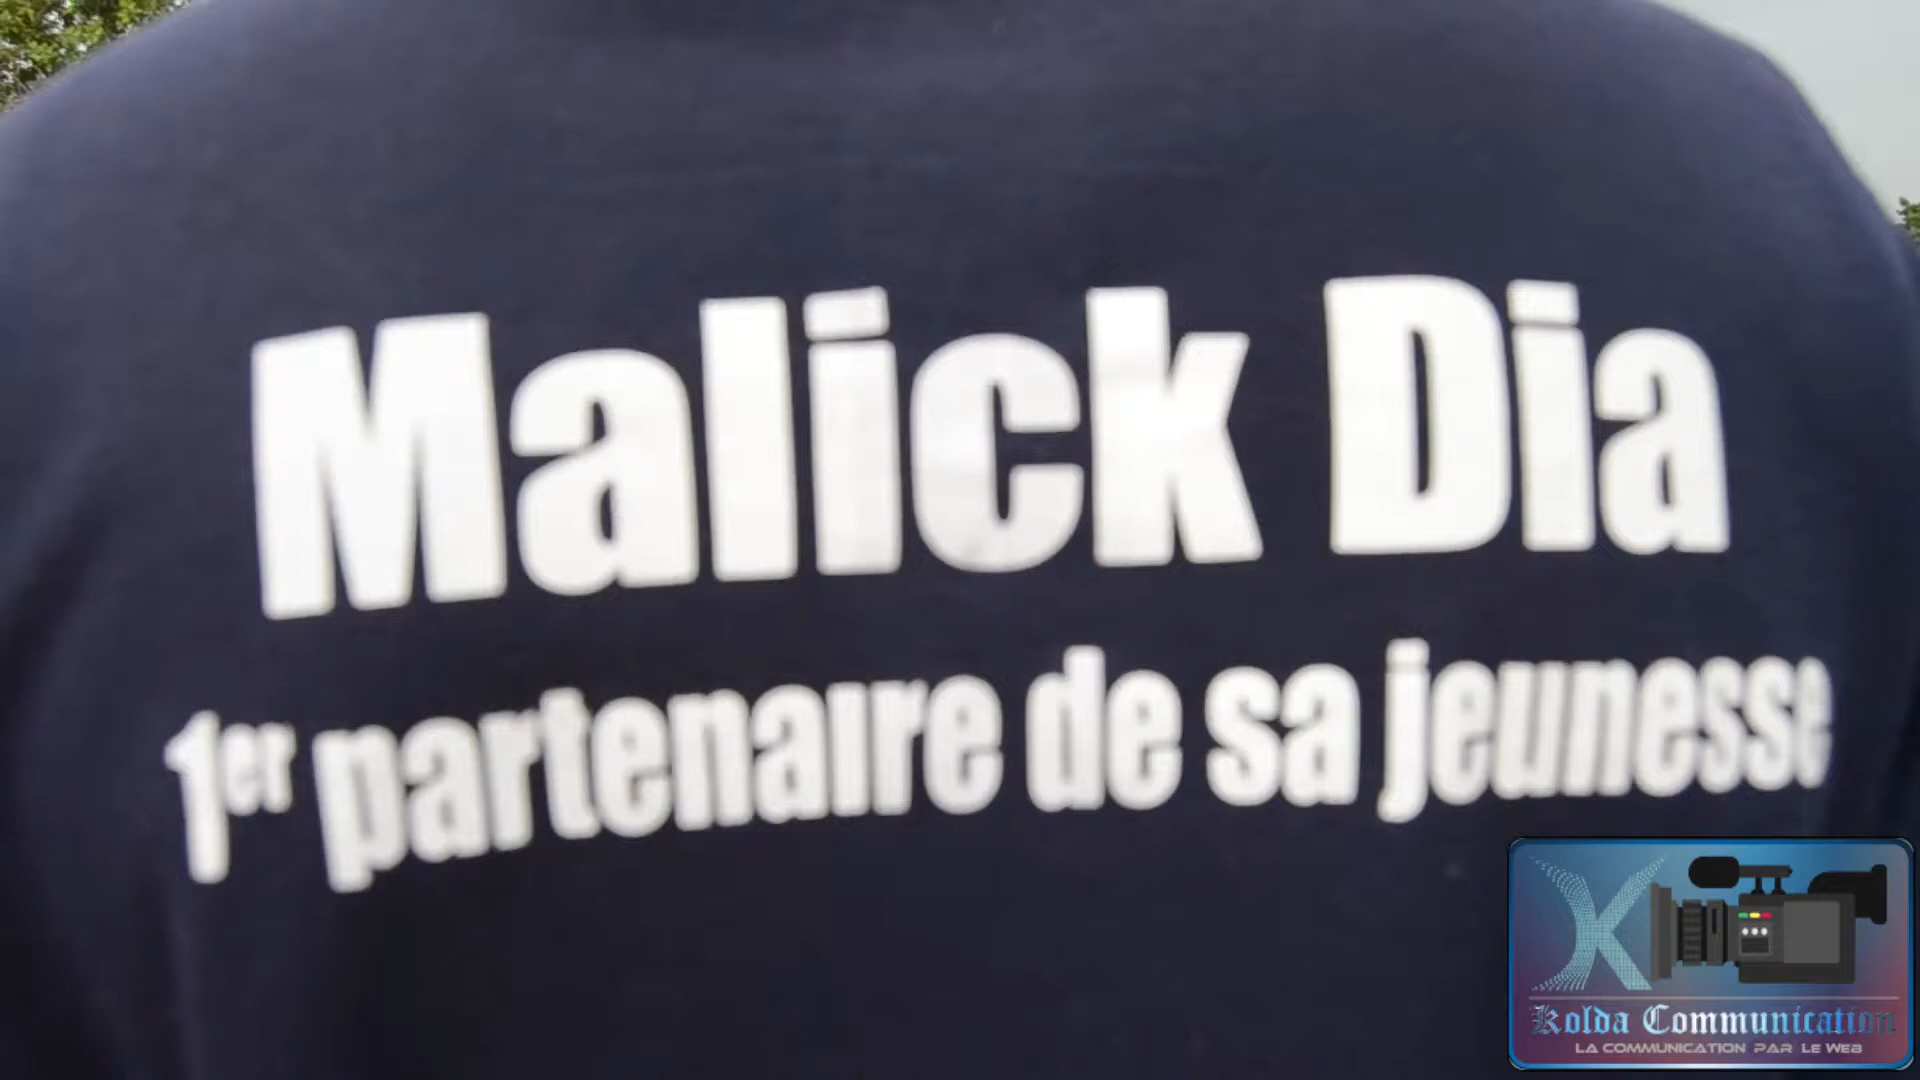 Malick Dia
1er partenaire de sa jeunesse
Kolda Communication
LA COMMUNICATION PAR LE WEB